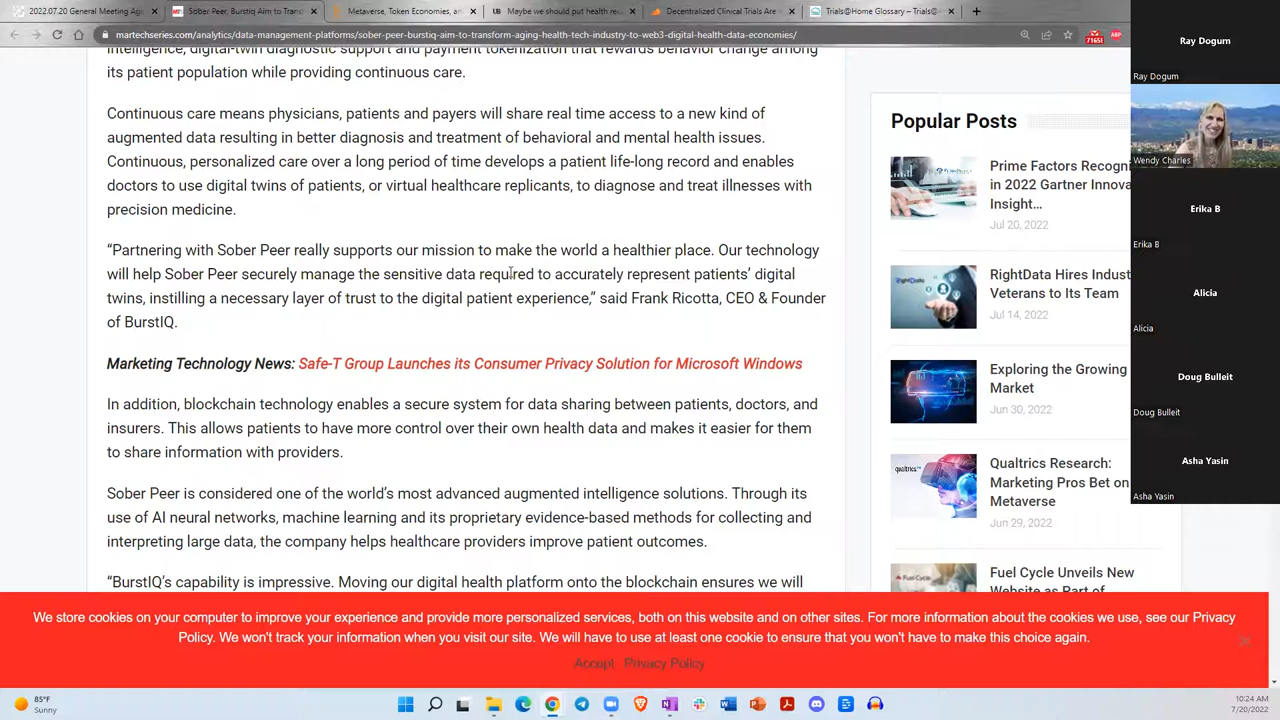 2022.07.20 General Meeting Ag
Sober Peer, Burstiq Aim to Tran
Metaverse, Token Economies, an
Maybe we should put health rec
Decentralized Clinical Trials Are
Trials@Home Glossary – Trials@
martechseries.com/analytics/data-management-platforms/sober-peer-burstiq-aim-to-transform-aging-health-tech-industry-to-web3-digital-health-data-economies/
intelligence, digital-twin diagnostic support and payment tokenization that rewards behavior change among
its patient population while providing continuous care.
Continuous care means physicians, patients and payers will share real time access to a new kind of
augmented data resulting in better diagnosis and treatment of behavioral and mental health issues.
Continuous, personalized care over a long period of time develops a patient life-long record and enables
doctors to use digital twins of patients, or virtual healthcare replicants, to diagnose and treat illnesses with
precision medicine.
“Partnering with Sober Peer really supports our mission to make the world a healthier place. Our technology
will help Sober Peer securely manage the sensitive data required to accurately represent patients’ digital
twins, instilling a necessary layer of trust to the digital patient experience,” said Frank Ricotta, CEO & Founder
of BurstIQ.
Marketing Technology News: Safe-T Group Launches its Consumer Privacy Solution for Microsoft Windows
In addition, blockchain technology enables a secure system for data sharing between patients, doctors, and
insurers. This allows patients to have more control over their own health data and makes it easier for them
to share information with providers.
Sober Peer is considered one of the world’s most advanced augmented intelligence solutions. Through its
use of AI neural networks, machine learning and its proprietary evidence-based methods for collecting and
interpreting large data, the company helps healthcare providers improve patient outcomes.
“BurstIQ’s capability is impressive. Moving our digital health platform onto the blockchain ensures we will
Popular Posts
Prime Factors Recogni
in 2022 Gartner Innova
Insight…
Jul 20, 2022
RightData Hires Indust
Veterans to Its Team
Jul 14, 2022
Exploring the Growing
Market
Jun 30, 2022
Qualtrics Research:
Marketing Pros Bet on
Metaverse
Jun 29, 2022
Fuel Cycle Unveils New
Website as Part of
We store cookies on your computer to improve your experience and provide more personalized services, both on this website and on other sites. For more information about the cookies we use, see our Privacy
Policy. We won't track your information when you visit our site. We will have to use at least one cookie to ensure that you won't have to make this choice again.
Accept Privacy Policy
Ray Dogum
Ray Dogum
Wendy Charles
Erika B
Erika B
Alicia
Alicia
Doug Bulleit
Doug Bulleit
Asha Yasin
Asha Yasin
85°F
Sunny
10:24 AM
7/20/2022